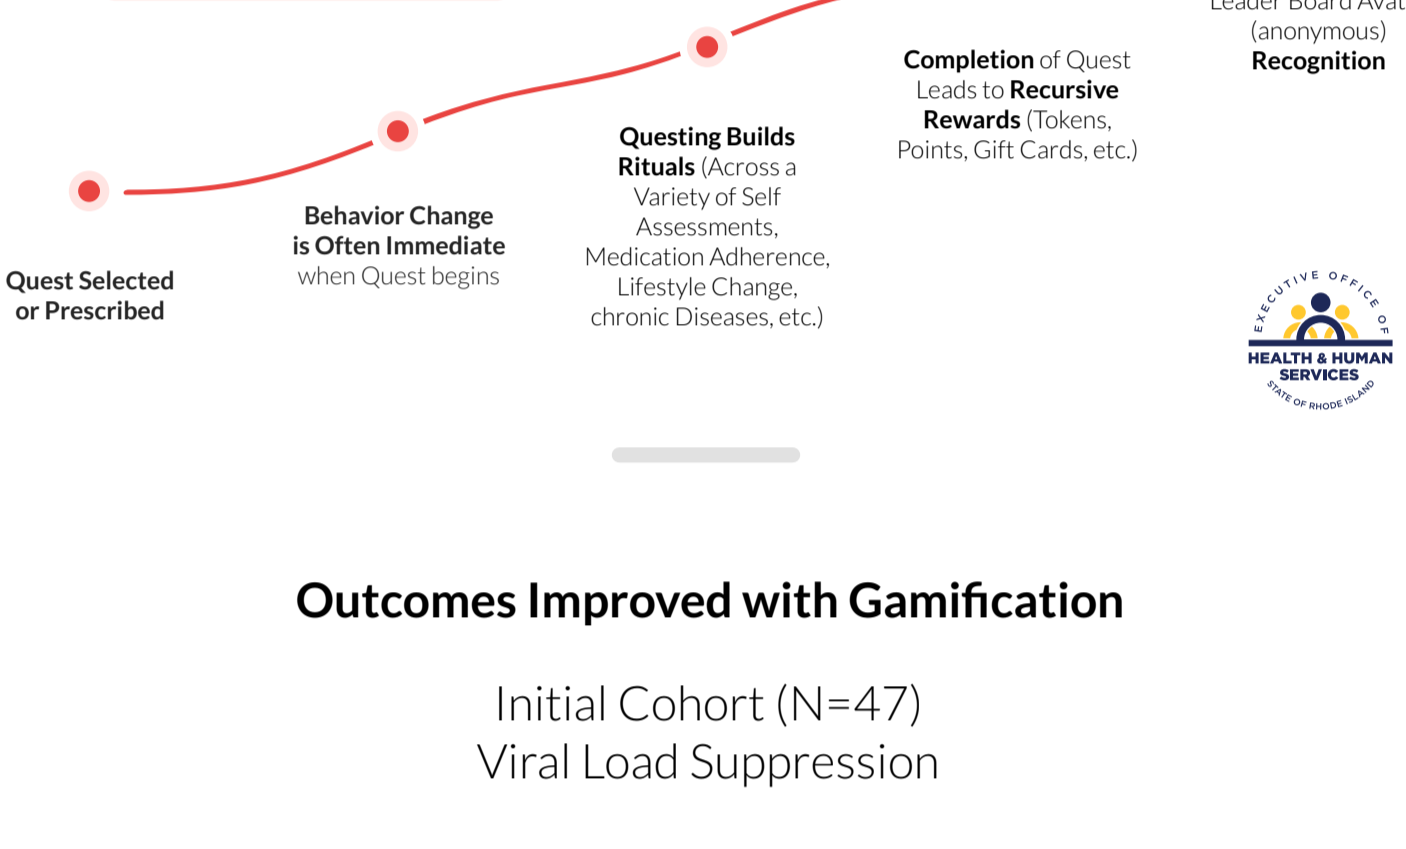 Leader Board
(anonymous)
Recognition
Completion of Quest
Leads to Recursive
Rewards (Tokens,
Points, Gift Cards, etc.)
Questing Builds
Rituals (Across a
Variety of Self
Assessments,
Medication Adherence,
Lifestyle Change,
chronic Diseases, etc.)
Behavior Change
is Often Immediate
when Quest begins
Quest Selected
or Prescribed
EXECUTIVE OFFICE OF
HEALTH & HUMAN
SERVICES
STATE OF RHODE ISLAND
Outcomes Improved with Gamification
Initial Cohort (N=47)
Viral Load Suppression